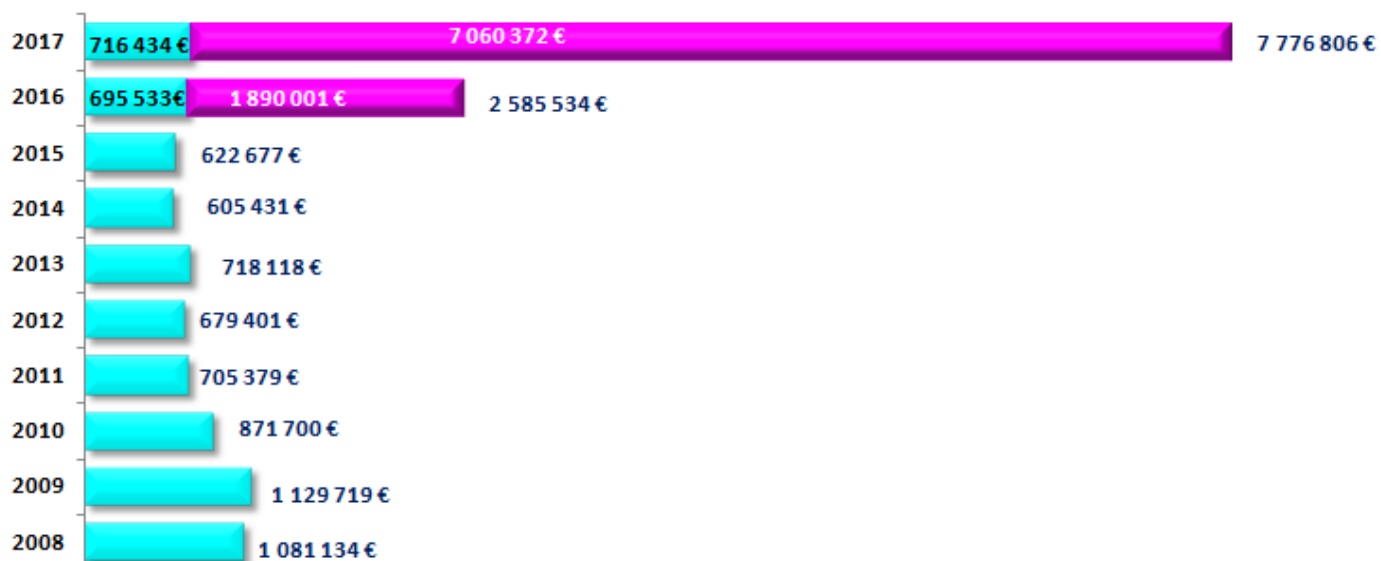 2017 716 434 € 7 060 372 € 7 776 806 €
2016 695 533€ 1 890 001 € 2 585 534 €
2015 622 677 €
2014 605 431 €
2013 718 118 €
2012 679 401 €
2011 705 379 €
2010 871 700 €
2009 1 129 719 €
2008 1 081 134 €